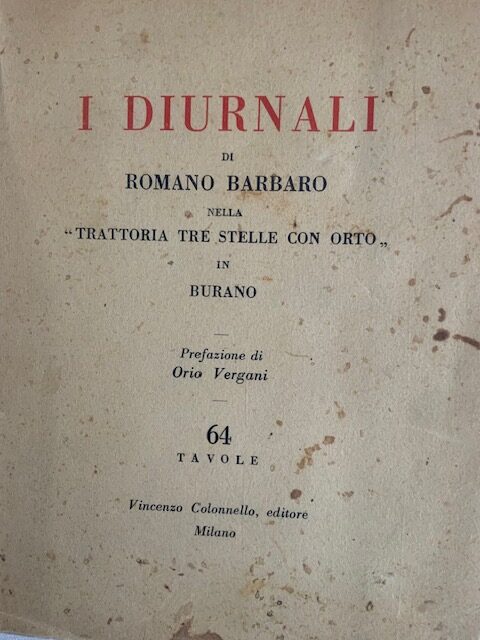 I DIURNALI
DI
ROMANO BARBARO
NELLA
“TRATTORIA TRE STELLE CON ORTO„
IN
BURANO
Prefazione di
Orio Vergani
64
TAVOLE
Vincenzo Colonnello, editore
Milano